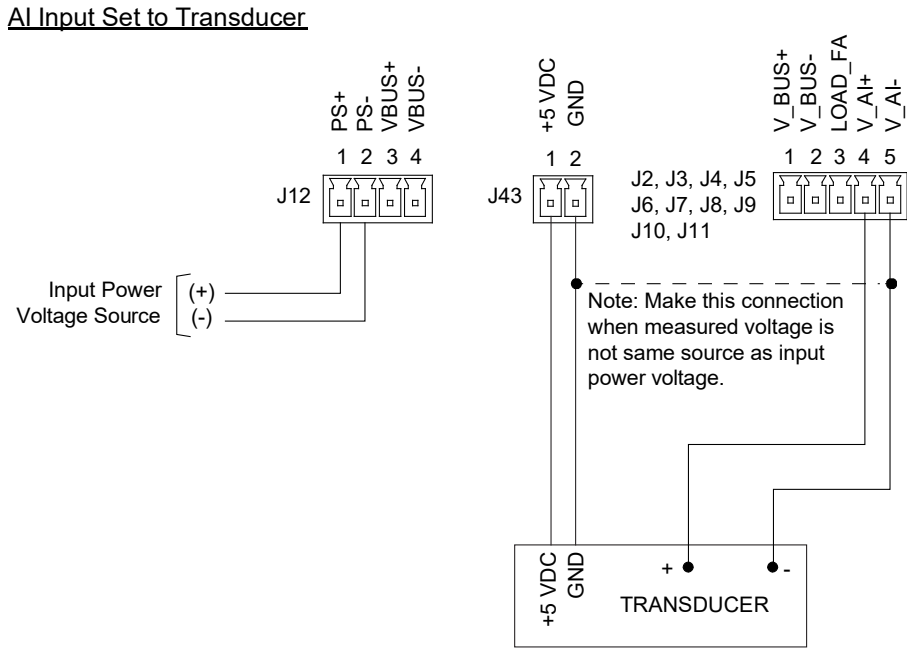 AI Input Set to Transducer
PS+
PS-
VBUS+
VBUS-
1 2 3 4
J12
Input Power (+)
Voltage Source (-)
+5 VDC
GND
1 2
J43
V_BUS+
V_BUS-
LOAD_FA
V_AI+
V_AI-
1 2 3 4 5
J2, J3, J4, J5
J6, J7, J8, J9
J10, J11
Note: Make this connection
when measured voltage is
not same source as input
power voltage.
+5 VDC
GND
+ -
TRANSDUCER